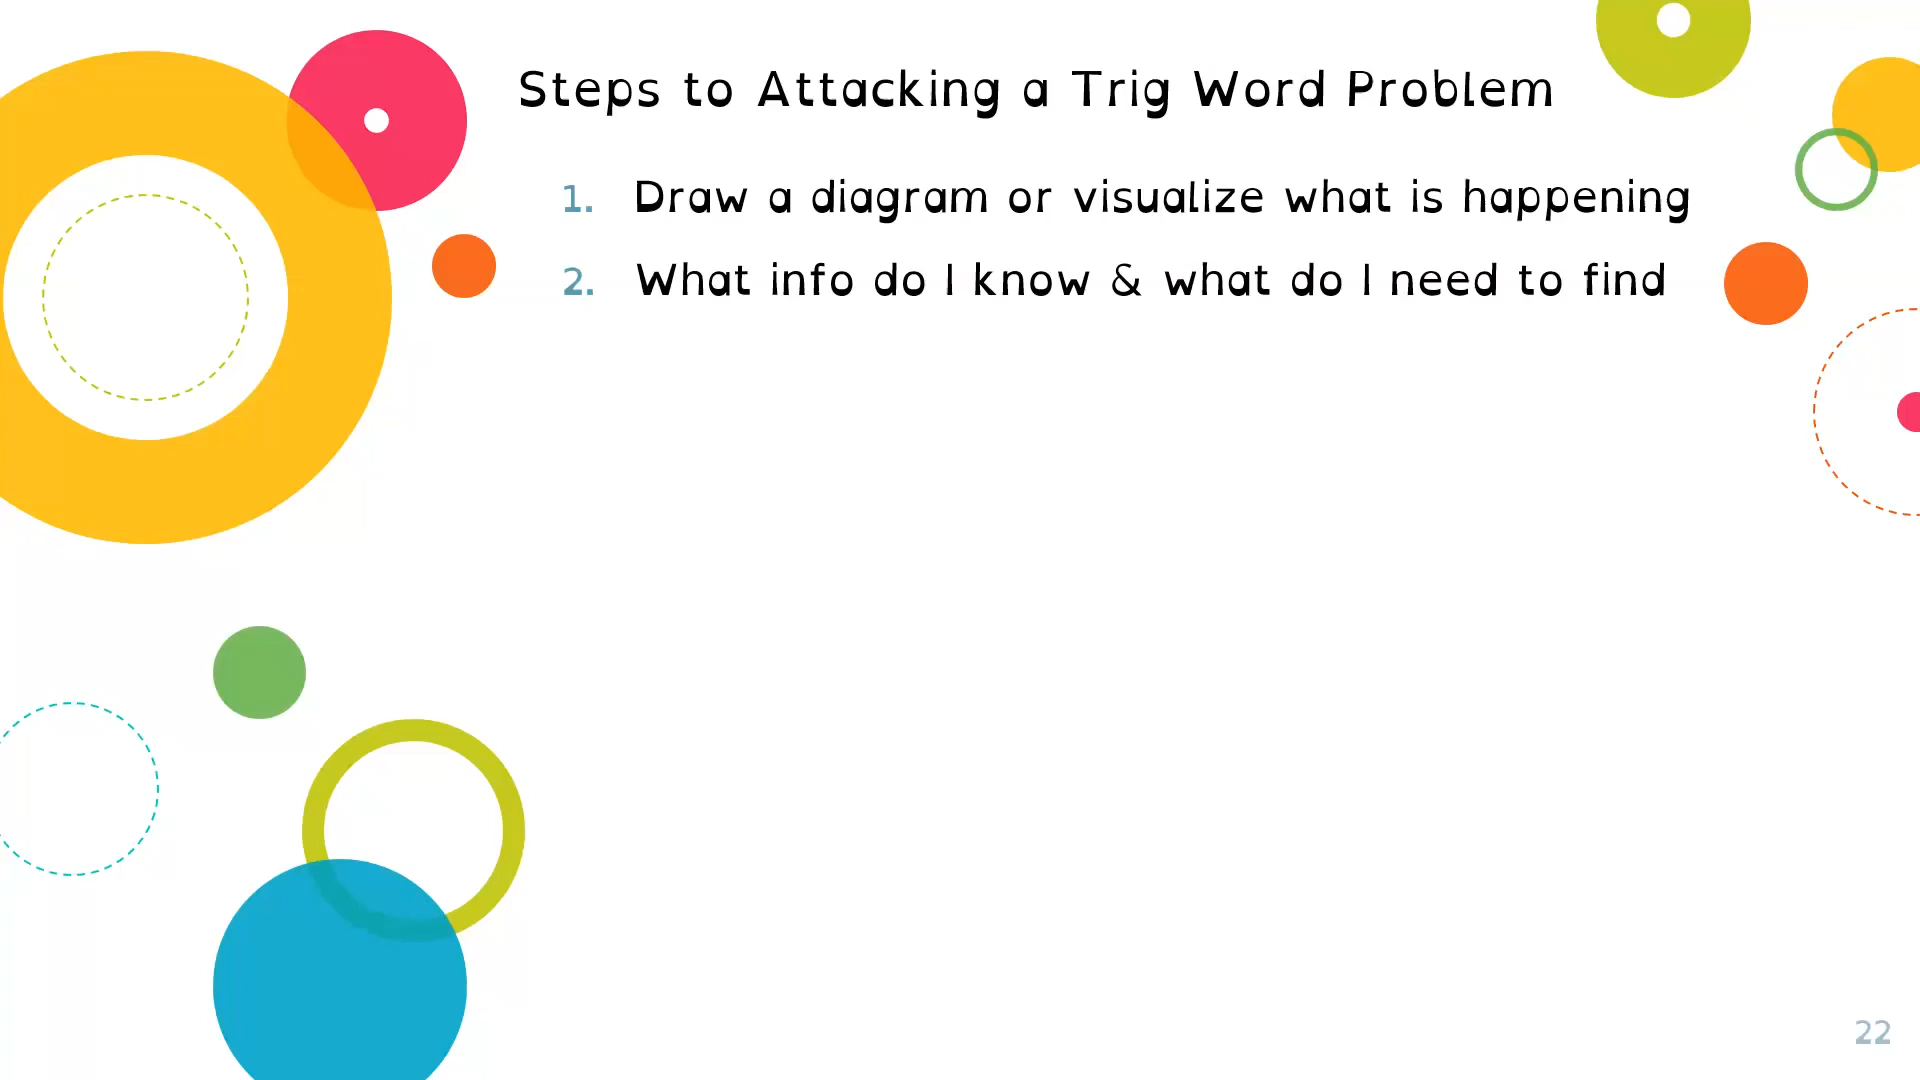 Steps to Attacking a Trig Word Problem
1. Draw a diagram or visualize what is happening
2. What info do I know & what do I need to find
22